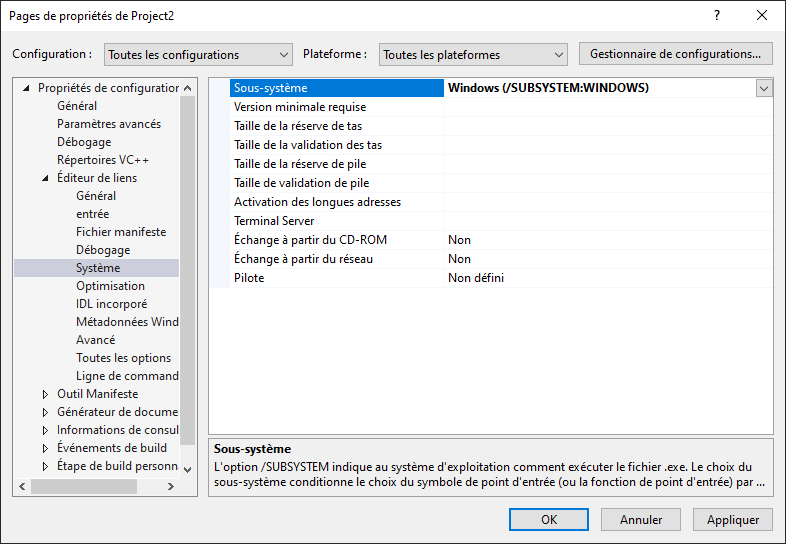 Pages de propriétés de Project2
Configuration : Toutes les configurations Plateforme : Toutes les plateformes Gestionnaire de configurations...
Propriétés de configuration
Général
Paramètres avancés
Débogage
Répertoires VC++
Éditeur de liens
Général
entrée
Fichier manifeste
Débogage
Système
Optimisation
IDL incorporé
Métadonnées Wind
Avancé
Toutes les options
Ligne de command
Outil Manifeste
Générateur de docume
Informations de consul
Événements de build
Étape de build personn
Sous-système Windows (/SUBSYSTEM:WINDOWS)
Version minimale requise
Taille de la réserve de tas
Taille de la validation des tas
Taille de la réserve de pile
Taille de validation de pile
Activation des longues adresses
Terminal Server
Échange à partir du CD-ROM Non
Échange à partir du réseau Non
Pilote Non défini
Sous-système
L'option /SUBSYSTEM indique au système d'exploitation comment exécuter le fichier .exe. Le choix du
sous-système conditionne le choix du symbole de point d'entrée (ou la fonction de point d'entrée) par ...
OK Annuler Appliquer